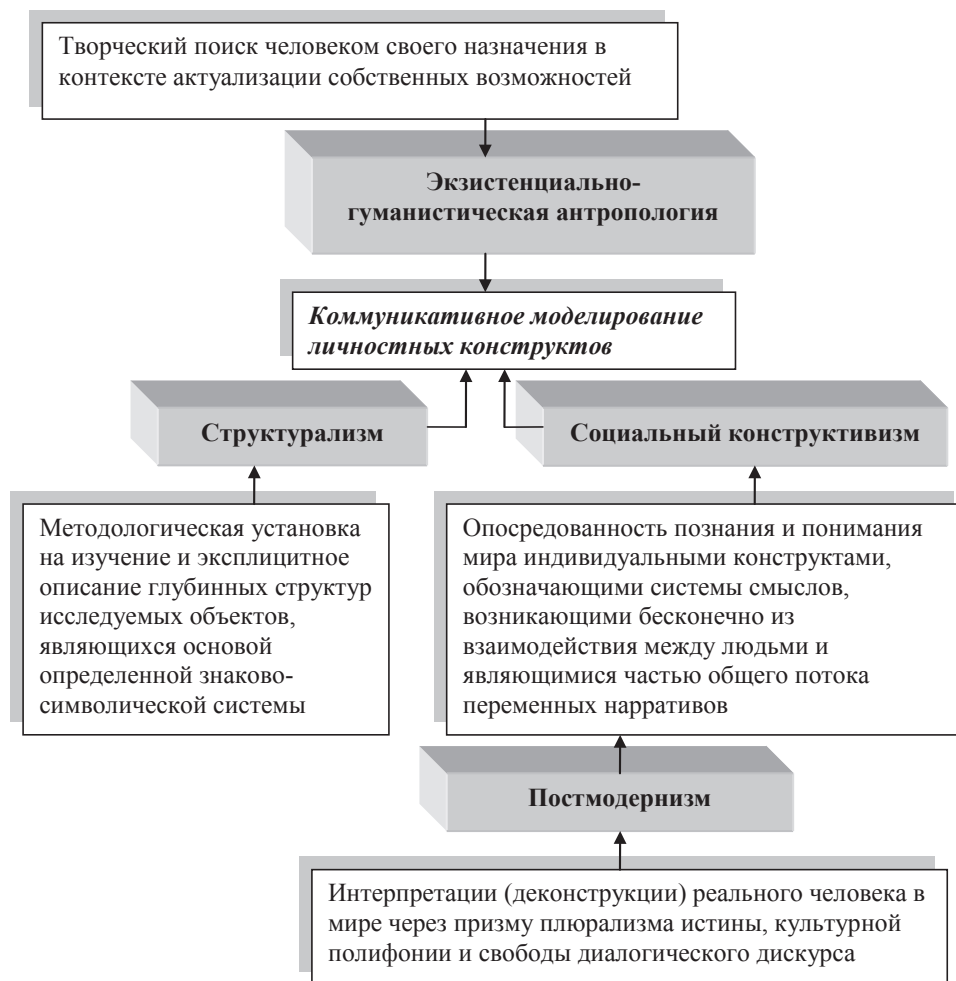 Творческий поиск человеком своего назначения в
контексте актуализации собственных возможностей
Экзистенциально-
гуманистическая антропология
Коммуникативное моделирование
личностных конструктов
Структурализм
Социальный конструктивизм
Методологическая установка
на изучение и эксплицитное
описание глубинных структур
исследуемых объектов,
являющихся основой
определенной знаково-
символической системы
Опосредованность познания и понимания
мира индивидуальными конструктами,
обозначающими системы смыслов,
возникающими бесконечно из
взаимодействия между людьми и
являющимися частью общего потока
переменных нарративов
Постмодернизм
Интерпретации (деконструкции) реального человека в
мире через призму плюрализма истины, культурной
полифонии и свободы диалогического дискурса